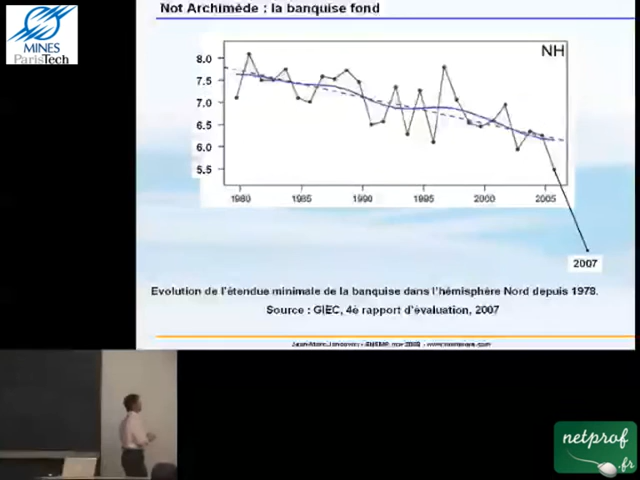 Not Archimède : la banquise fond
MINES
ParisTech
NH
8.0
7.5
7.0
6.5
6.0
5.5
1980 1985 1990 1995 2000 2005
2007
Evolution de l'étendue minimale de la banquise dans l'hémisphère Nord depuis 1978.
Source : GIEC, 4è rapport d'évaluation, 2007
netprof
.fr